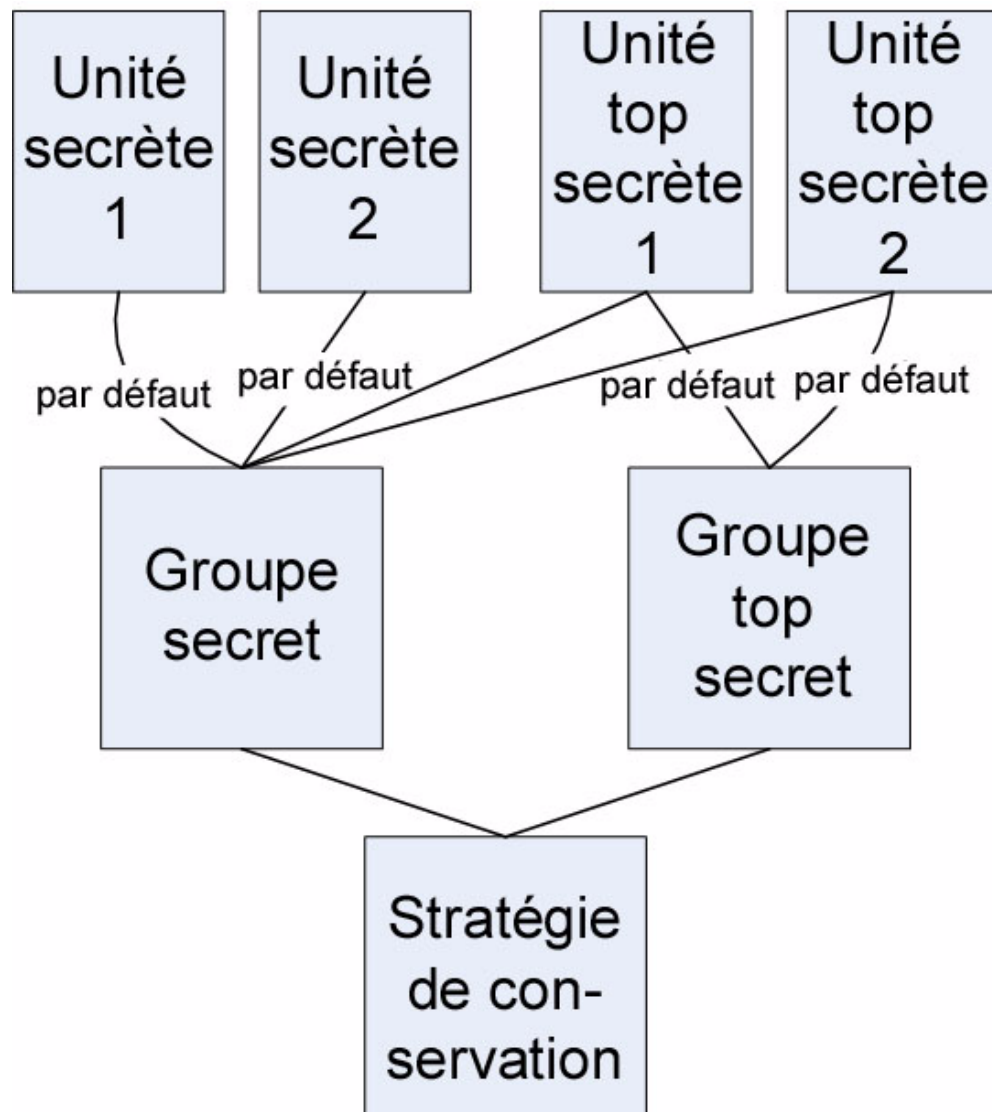 Unité
secrète
1
Unité
secrète
2
Unité
top
secrète
1
Unité
top
secrète
2
par défaut
par défaut
par défaut
par défaut
Groupe
secret
Groupe
top
secret
Stratégie
de con-
servation